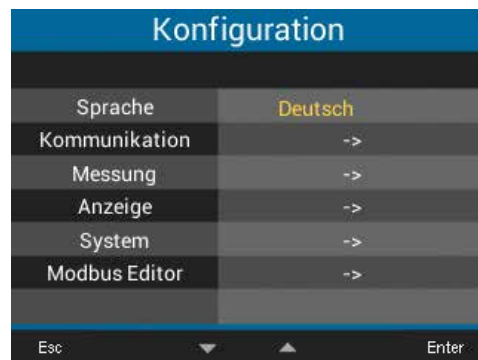 Konfiguration
Sprache Deutsch
Kommunikation ->
Messung ->
Anzeige ->
System ->
Modbus Editor ->
Esc Enter